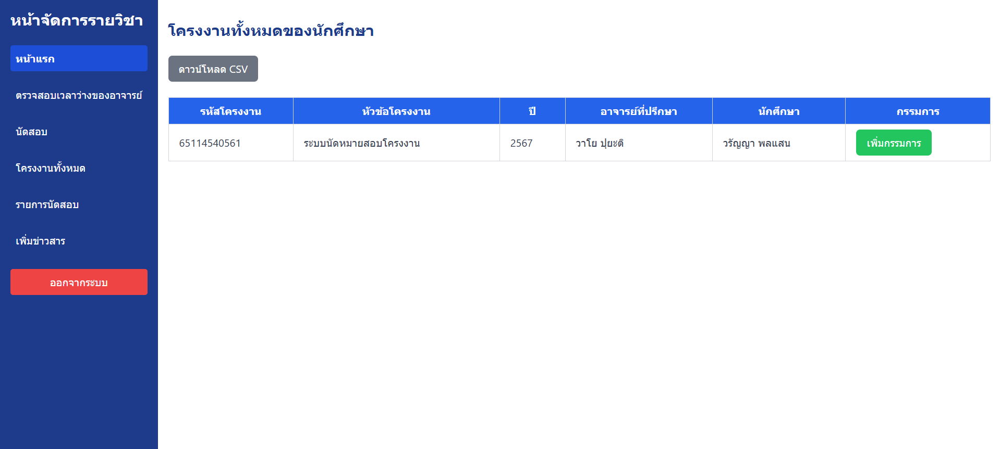 หน้าจัดการรายวิชา
หน้าแรก
ตรวจสอบเวลาว่างของอาจารย์
นัดสอบ
โครงงานทั้งหมด
รายการนัดสอบ
เพิ่มข่าวสาร
ออกจากระบบ
โครงงานทั้งหมดของนักศึกษา
ดาวน์โหลด CSV
รหัสโครงงาน หัวข้อโครงงาน ปี อาจารย์ที่ปรึกษา นักศึกษา กรรมการ
65114540561 ระบบนัดหมายสอบโครงงาน 2567 วาโย ปุยะติ วรัญญา พลแสน เพิ่มกรรมการ